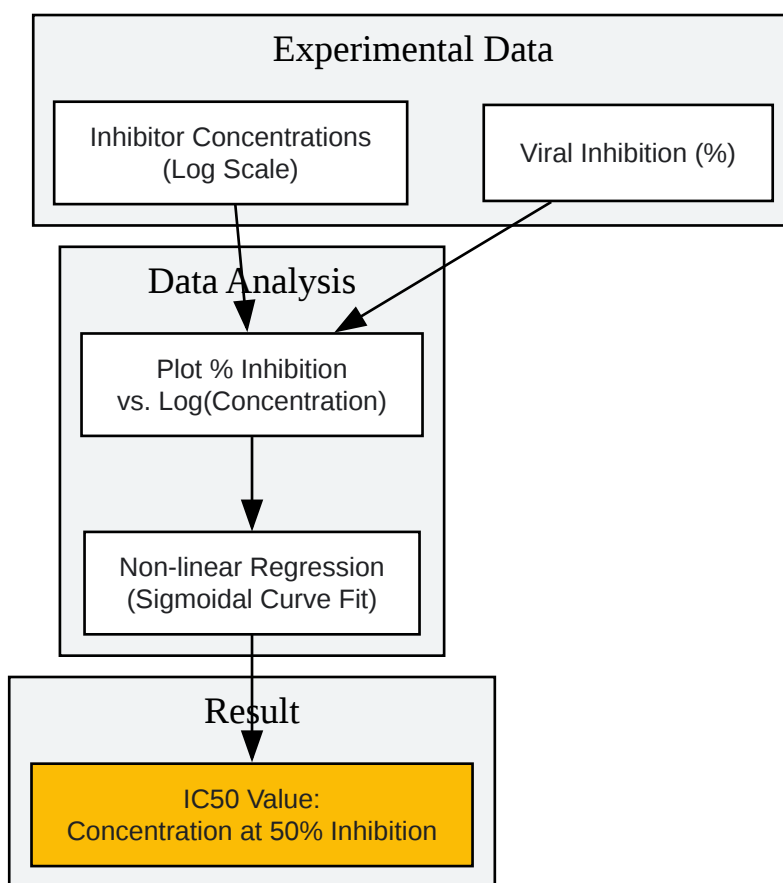 Experimental Data
Inhibitor Concentrations
(Log Scale)
Viral Inhibition (%)
Data Analysis
Plot % Inhibition
vs. Log(Concentration)
Non-linear Regression
(Sigmoidal Curve Fit)
Result
IC50 Value:
Concentration at 50% Inhibition